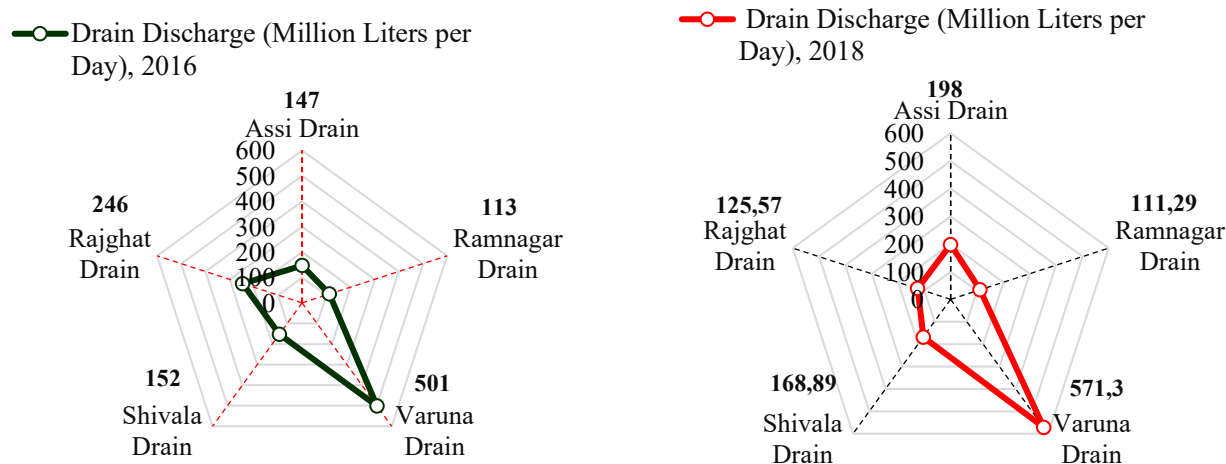 Drain Discharge (Million Liters per
Day), 2016
147
Assi Drain
600
500
400
300
200
100
0
246
Rajghat
Drain
113
Ramnagar
Drain
152
Shivala
Drain
501
Varuna
Drain
Drain Discharge (Million Liters per
Day), 2018
198
Assi Drain
600
500
400
300
200
100
0
125,57
Rajghat
Drain
111,29
Ramnagar
Drain
168,89
Shivala
Drain
571,3
Varuna
Drain